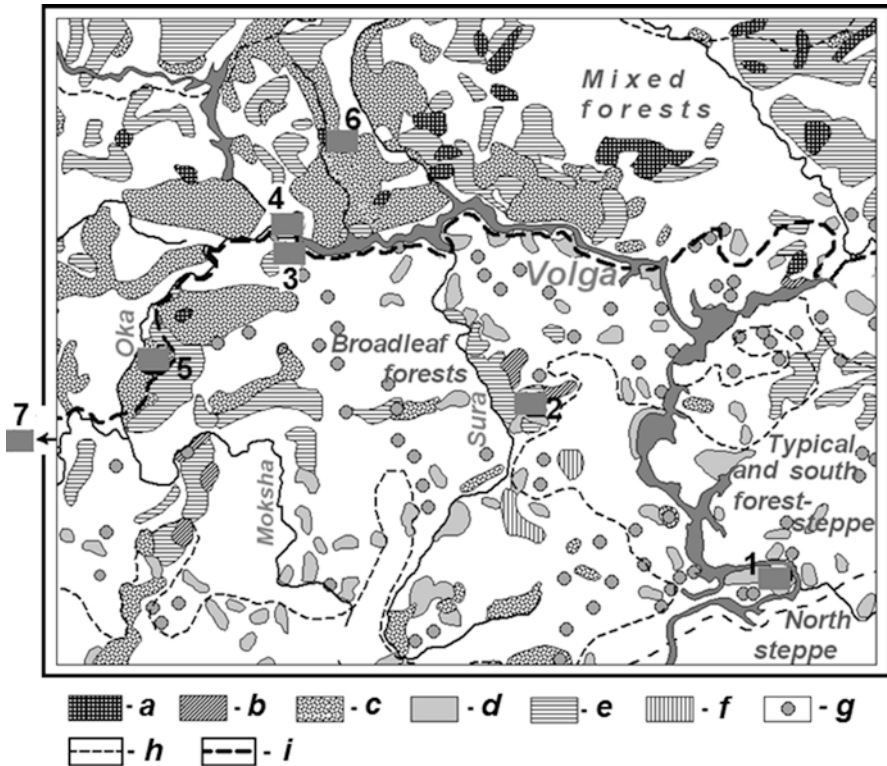 Mixed
forests
6
4
3
Volga
Oka
5
Broadleaf
forests
Sura
2
7
Moksha
Typical
and south
forest-
steppe
1
North
steppe
- a
- b
- c
- d
- e
- f
- g
- h
- i